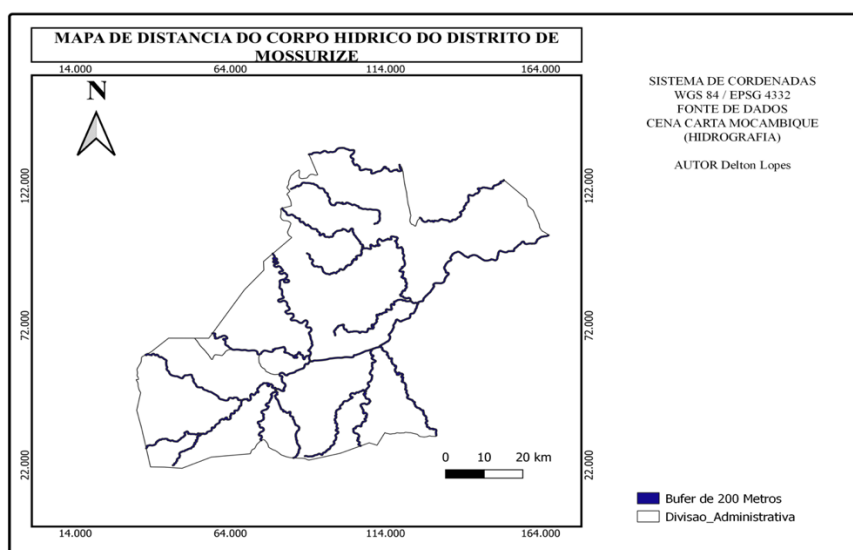 MAPA DE DISTANCIA DO CORPO HIDRICO DO DISTRITO DE
MOSSURIZE
14.000 64.000 114.000 164.000
N
122.000 122.000
72.000 72.000
22.000 22.000
0 10 20 km
14.000 64.000 114.000 164.000
SISTEMA DE CORDENADAS
WGS 84 / EPSG 4332
FONTE DE DADOS
CENA CARTA MOCAMBIQUE
(HIDROGRAFIA)
AUTOR Delton Lopes
Bufer de 200 Metros
Divisao_Administrativa